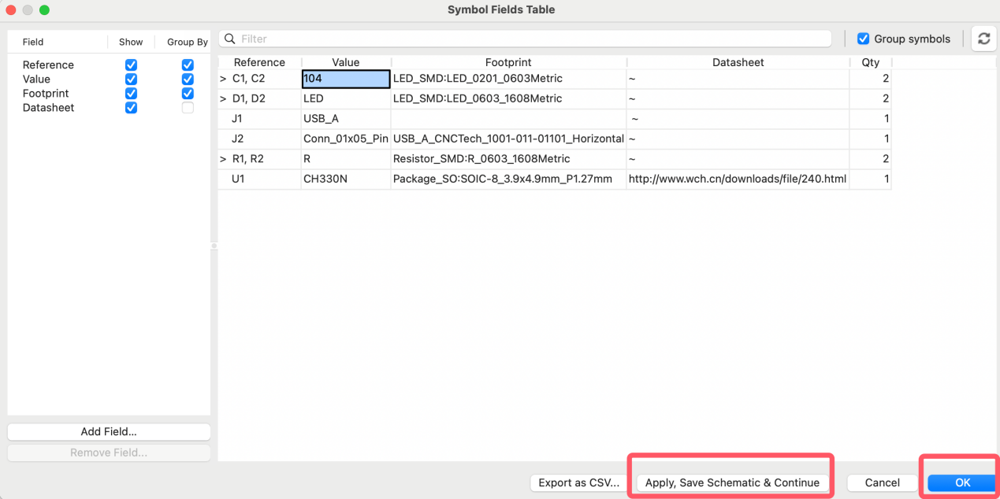 Symbol Fields Table
Field Show Group By
Reference
Value
Footprint
Datasheet
Add Field...
Remove Field...
Filter
Group symbols
Reference Value Footprint Datasheet Qty
> C1, C2 104 LED_SMD:LED_0201_0603Metric ~ 2
> D1, D2 LED LED_SMD:LED_0603_1608Metric ~ 2
J1 USB_A ~ 1
J2 Conn_01x05_Pin USB_A_CNCTech_1001-011-01101_Horizontal ~ 1
> R1, R2 R Resistor_SMD:R_0603_1608Metric ~ 2
U1 CH330N Package_SO:SOIC-8_3.9x4.9mm_P1.27mm http://www.wch.cn/downloads/file/240.html 1
Export as CSV... Apply, Save Schematic & Continue Cancel OK